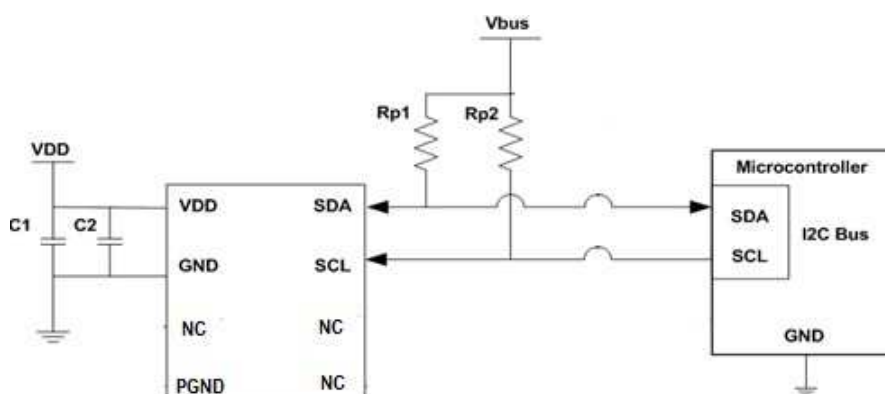 Vbus
Rp1 Rp2
VDD
Microcontroller
C1 C2 VDD SDA SDA
I2C Bus
GND SCL SCL
NC NC GND
PGND NC